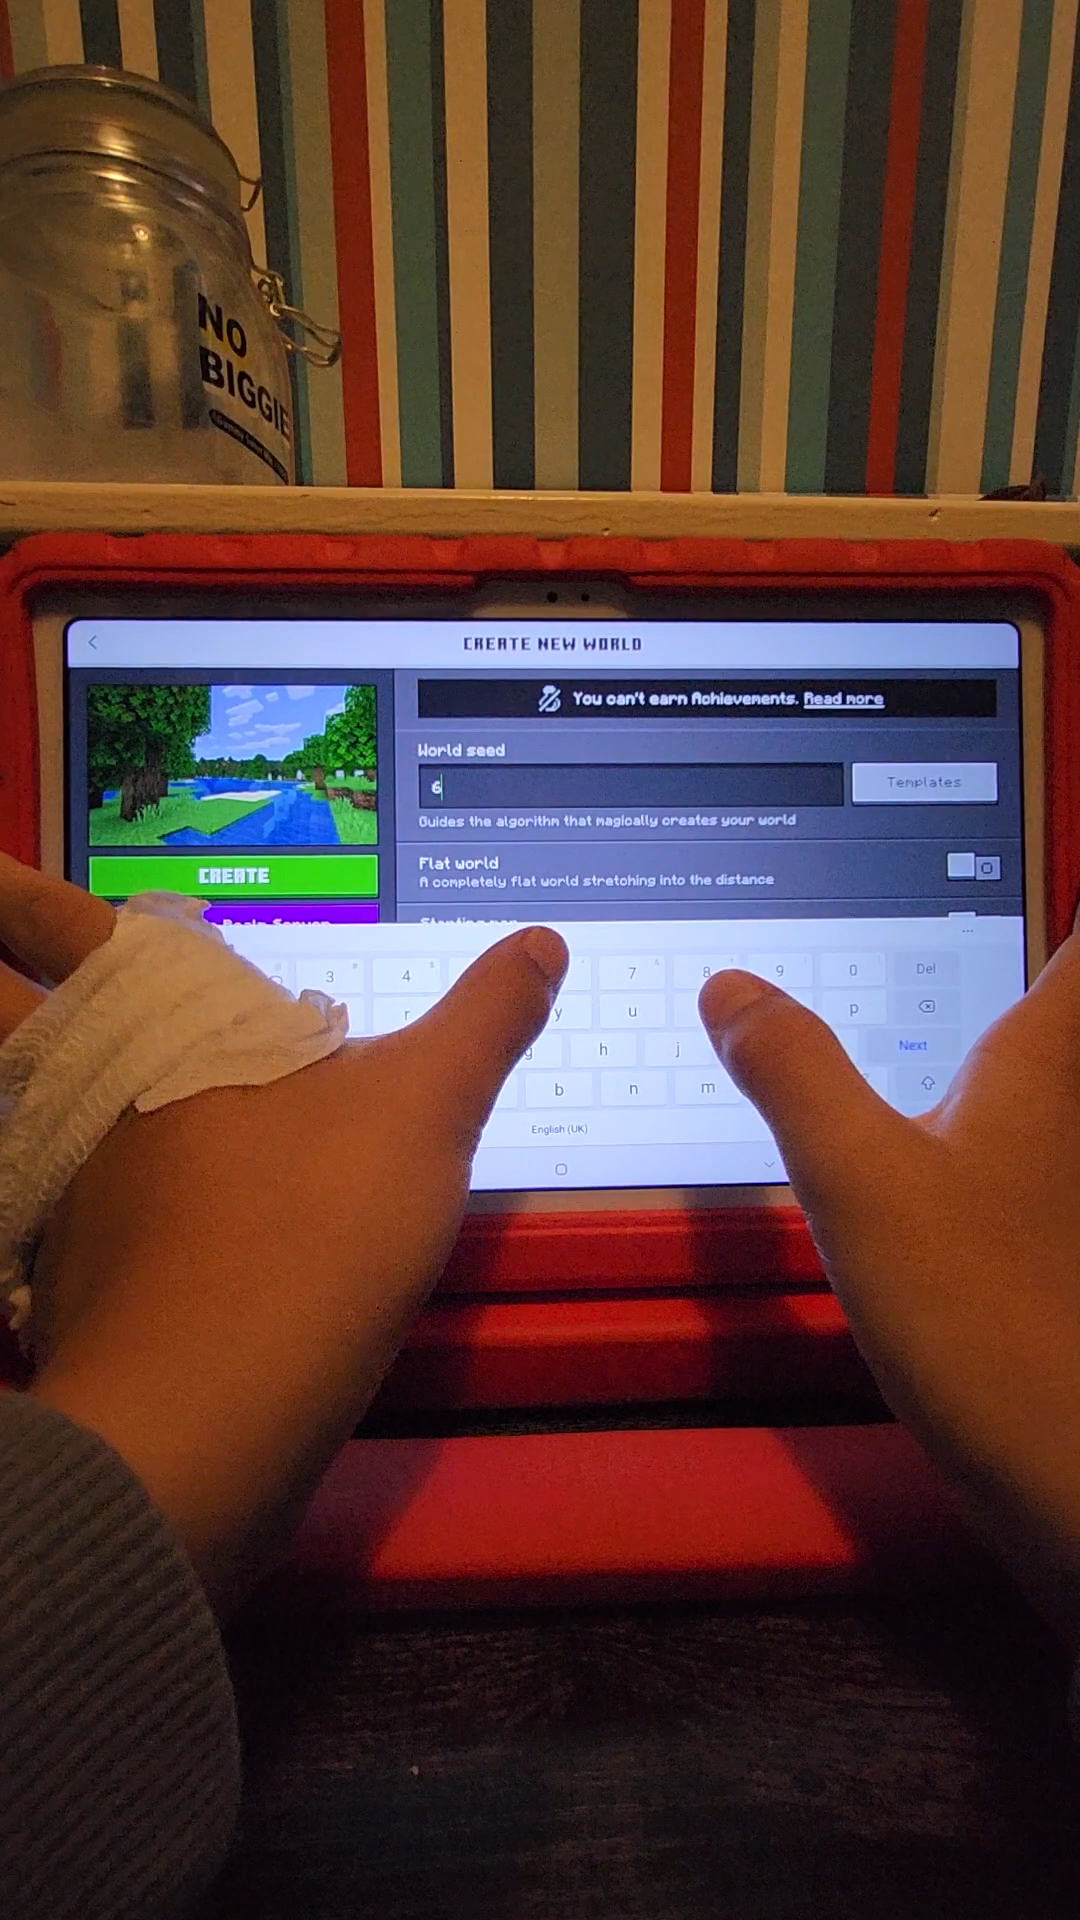 NO
BIGGIE
CREATE NEW WORLD
You can't earn Achievements. Read more
World seed
6
Templates
Guides the algorithm that magically creates your world
CREATE
Flat world
A completely flat world stretching into the distance
3 4 7 8 9 0 Del
r y u p
g h j Next
b n m
English (UK)